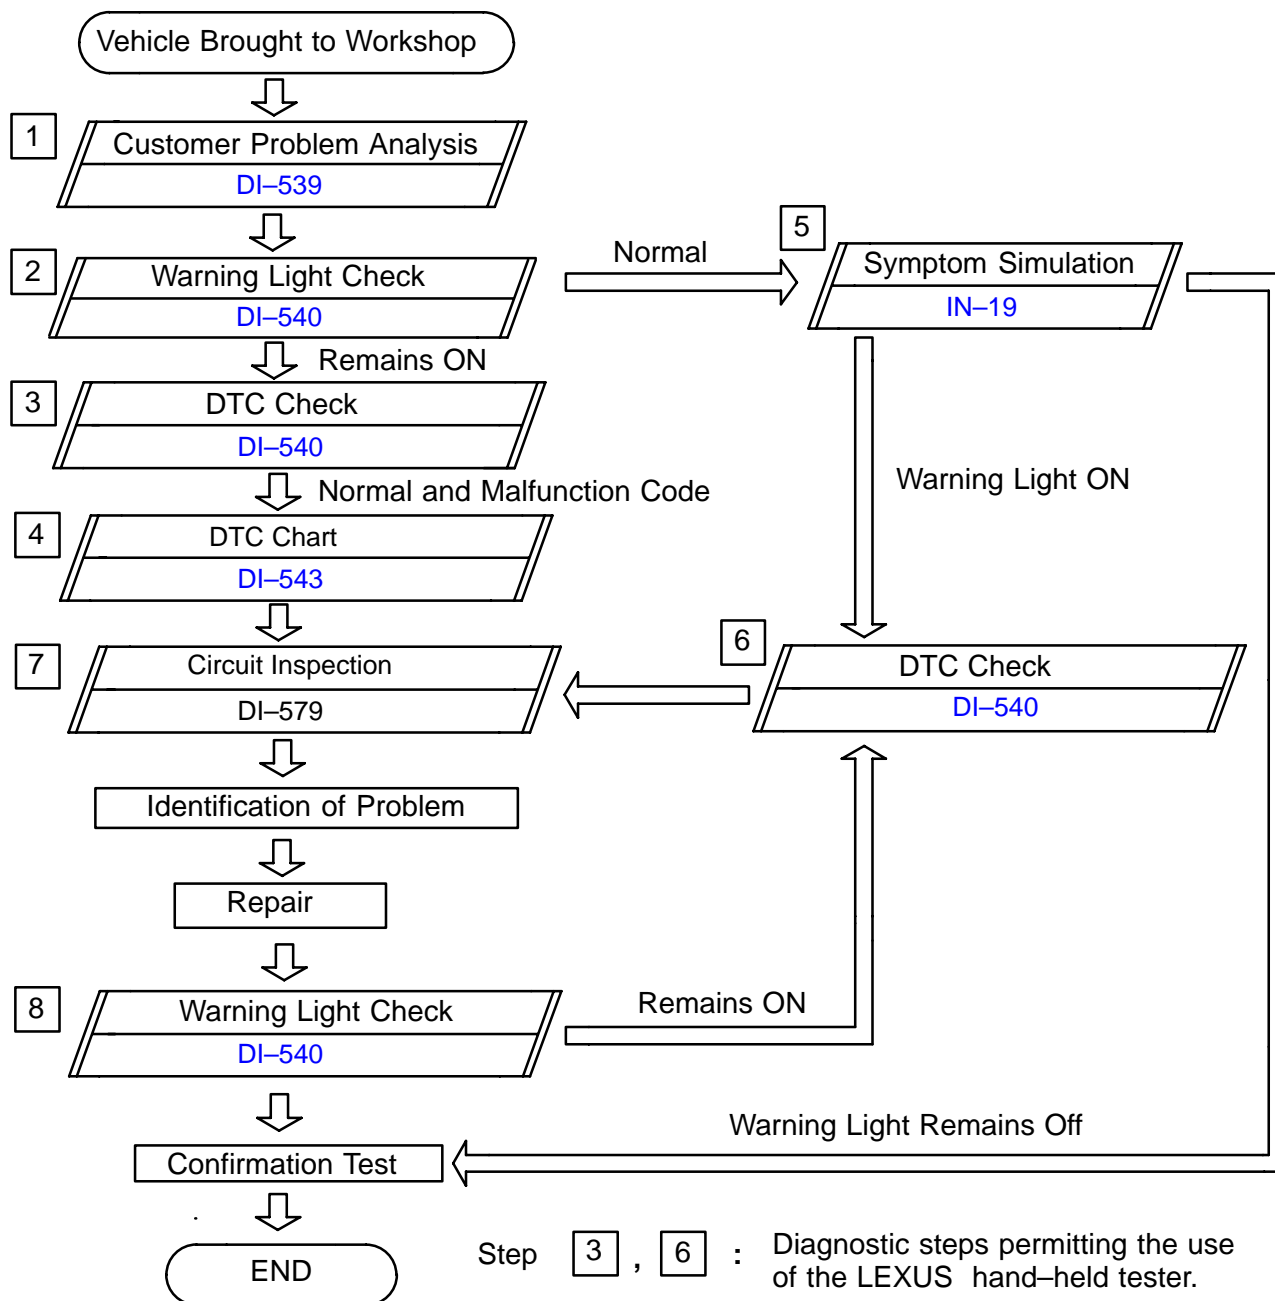 Vehicle Brought to Workshop
1
Customer Problem Analysis
DI–539
2
Warning Light Check
DI–540
Normal
5
Symptom Simulation
IN–19
Remains ON
3
DTC Check
DI–540
Warning Light ON
Normal and Malfunction Code
4
DTC Chart
DI–543
7
Circuit Inspection
DI–579
6
DTC Check
DI–540
Identification of Problem
Repair
8
Warning Light Check
DI–540
Remains ON
Warning Light Remains Off
Confirmation Test
END
Step 3 , 6 : Diagnostic steps permitting the use
of the LEXUS hand–held tester.